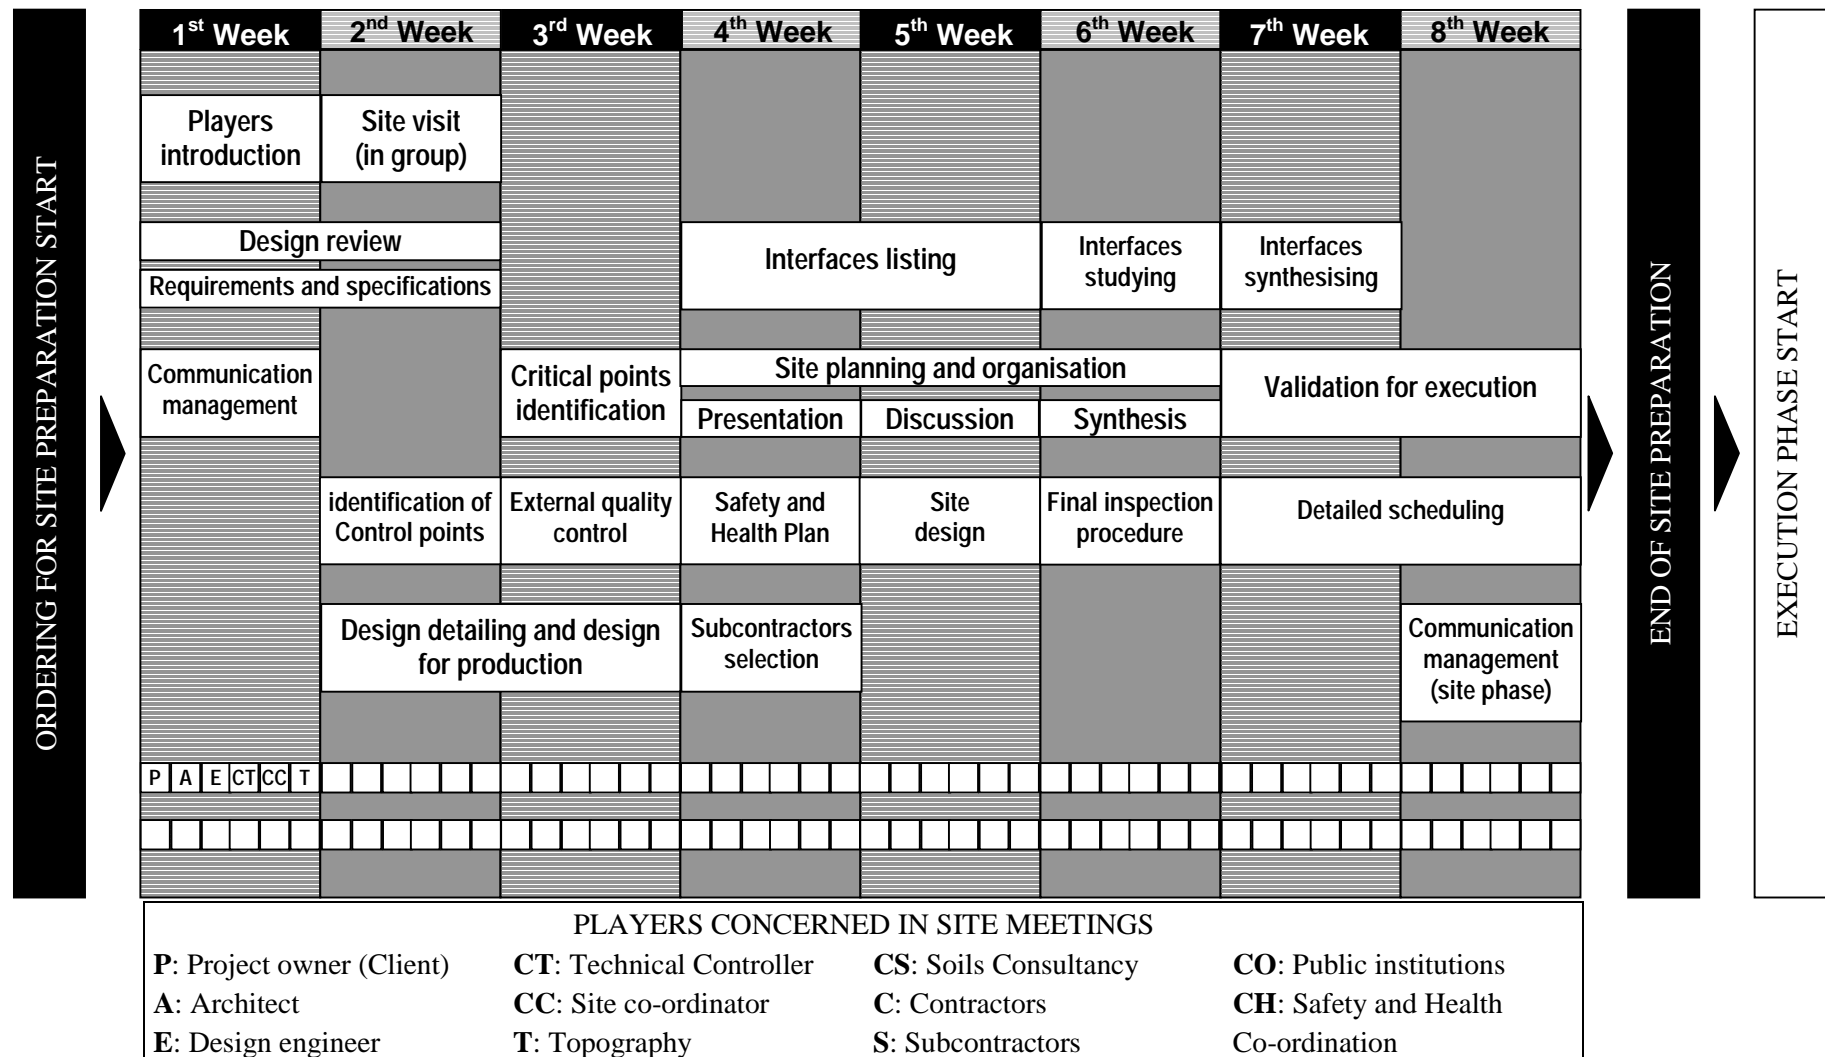 ORDERING FOR SITE PREPARATION START
1st Week 2nd Week 3rd Week 4th Week 5th Week 6th Week 7th Week 8th Week
Players
introduction
Site visit
(in group)
Design review
Requirements and specifications
Interfaces listing
Interfaces
studying
Interfaces
synthesising
Communication
management
Critical points
identification
Site planning and organisation
Presentation
Discussion
Synthesis
Validation for execution
identification of
Control points
External quality
control
Safety and
Health Plan
Site
design
Final inspection
procedure
Detailed scheduling
Design detailing and design
for production
Subcontractors
selection
Communication
management
(site phase)
P A E CT CC T
END OF SITE PREPARATION
EXECUTION PHASE START
PLAYERS CONCERNED IN SITE MEETINGS
P: Project owner (Client) CT: Technical Controller CS: Soils Consultancy CO: Public institutions
A: Architect CC: Site co-ordinator C: Contractors CH: Safety and Health
E: Design engineer T: Topography S: Subcontractors Co-ordination